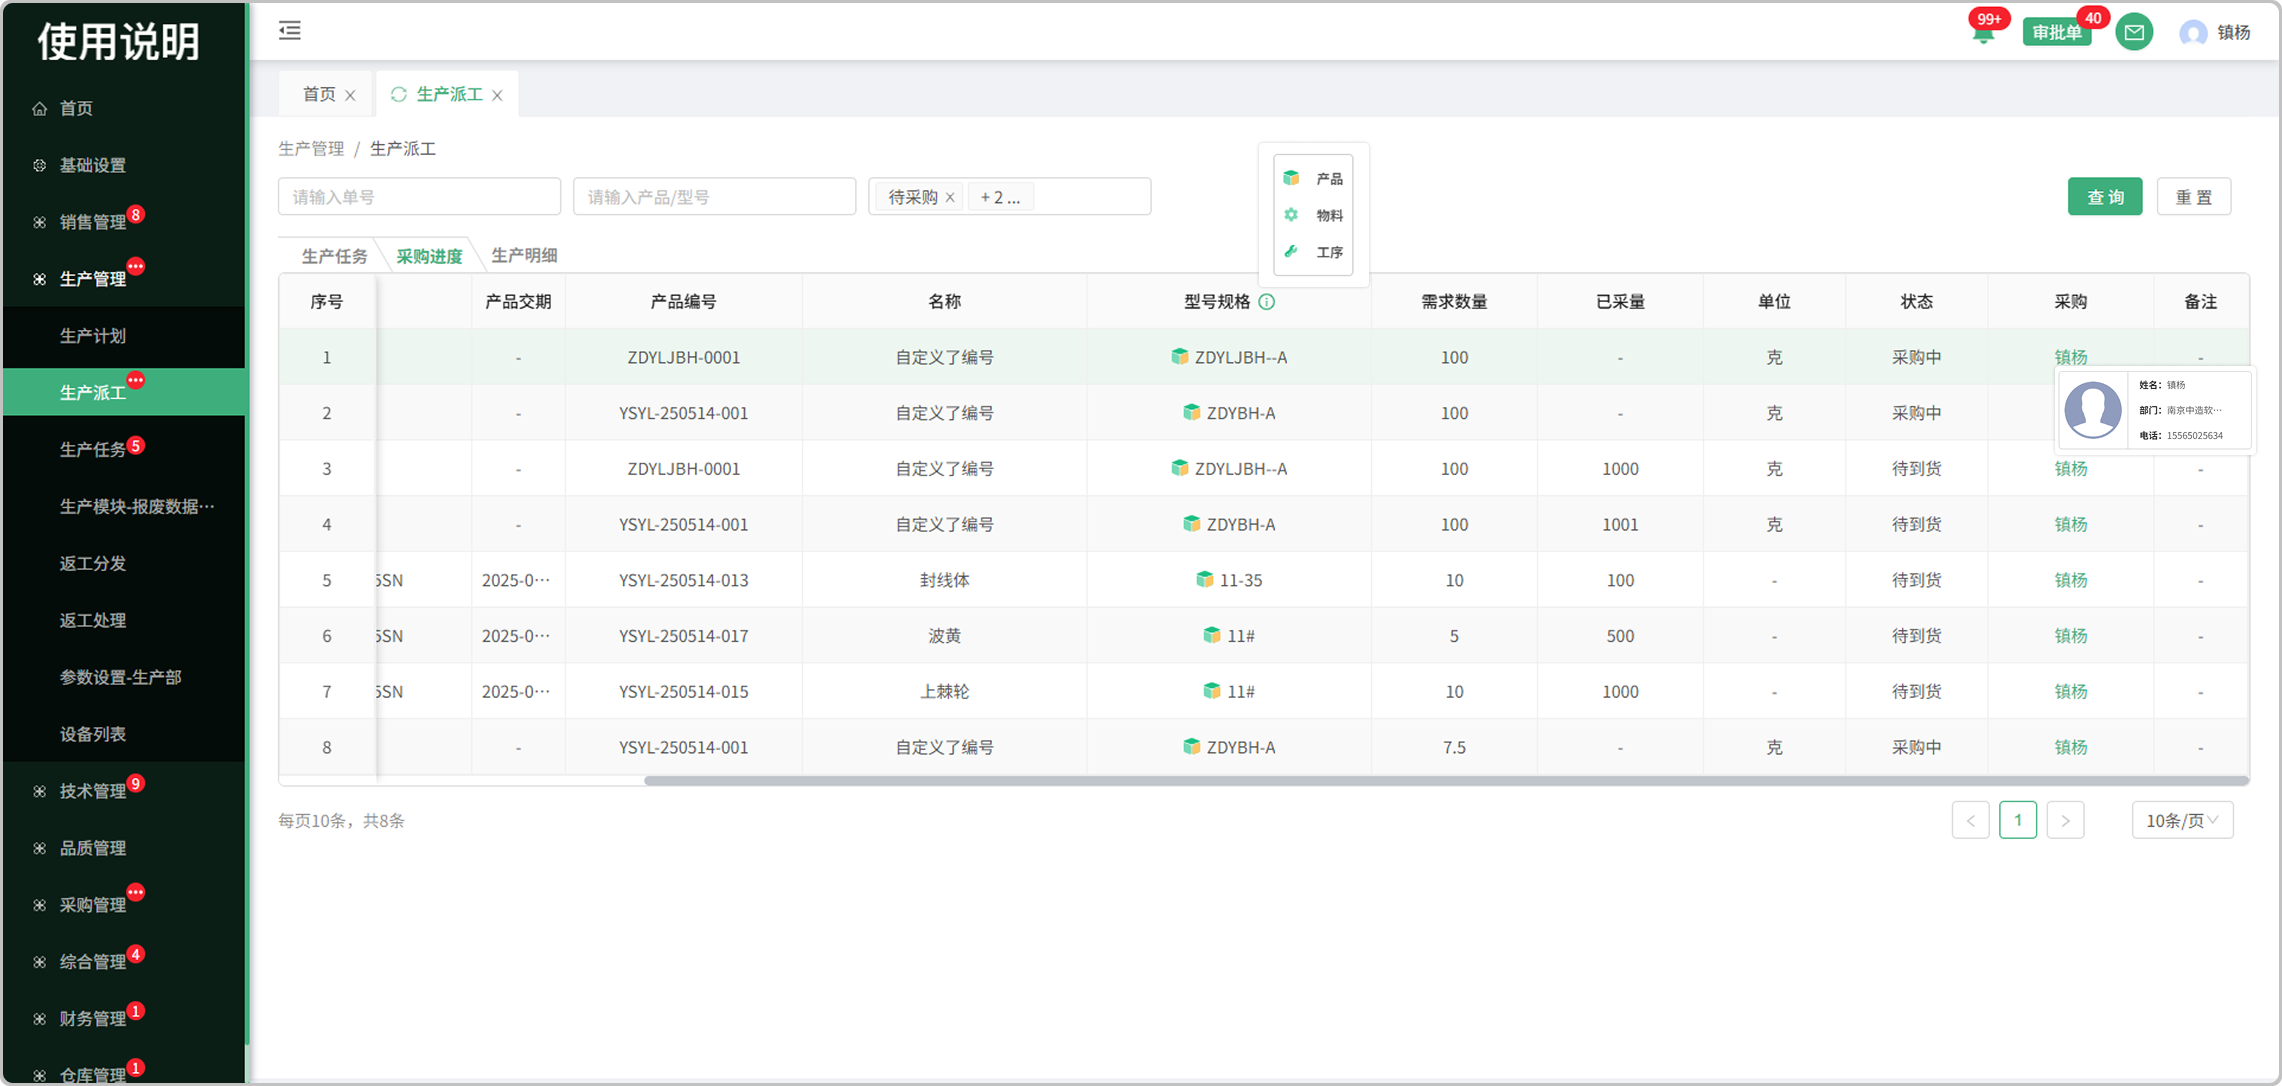 使用说明
首页
基础设置
销售管理 8
生产管理
生产计划
生产派工
生产任务 5
生产模块-报废数据···
返工分发
返工处理
参数设置-生产部
设备列表
技术管理 9
品质管理
采购管理
综合管理 4
财务管理 1
仓库管理 1
99+ 审批单 40 镇杨
首页 生产派工
生产管理 / 生产派工
请输入单号 请输入产品/型号 待采购 + 2 ...
查 询 重 置
产品
物料
工序
生产任务 采购进度 生产明细
序号 产品交期 产品编号 名称 型号规格 需求数量 已采量 单位 状态 采购 备注
1 - ZDYLJBH-0001 自定义了编号 ZDYLJBH--A 100 - 克 采购中 镇杨 -
2 - YSYL-250514-001 自定义了编号 ZDYBH-A 100 - 克 采购中
3 - ZDYLJBH-0001 自定义了编号 ZDYLJBH--A 100 1000 克 待到货 镇杨 -
4 - YSYL-250514-001 自定义了编号 ZDYBH-A 100 1001 克 待到货 镇杨 -
5 5SN 2025-0··· YSYL-250514-013 封线体 11-35 10 100 - 待到货 镇杨 -
6 5SN 2025-0··· YSYL-250514-017 波黄 11# 5 500 - 待到货 镇杨 -
7 5SN 2025-0··· YSYL-250514-015 上棘轮 11# 10 1000 - 待到货 镇杨 -
8 - YSYL-250514-001 自定义了编号 ZDYBH-A 7.5 - 克 采购中 镇杨 -
姓名：镇杨
部门：南京中造软···
电话：15565025634
每页10条，共8条
< 1 > 10条/页